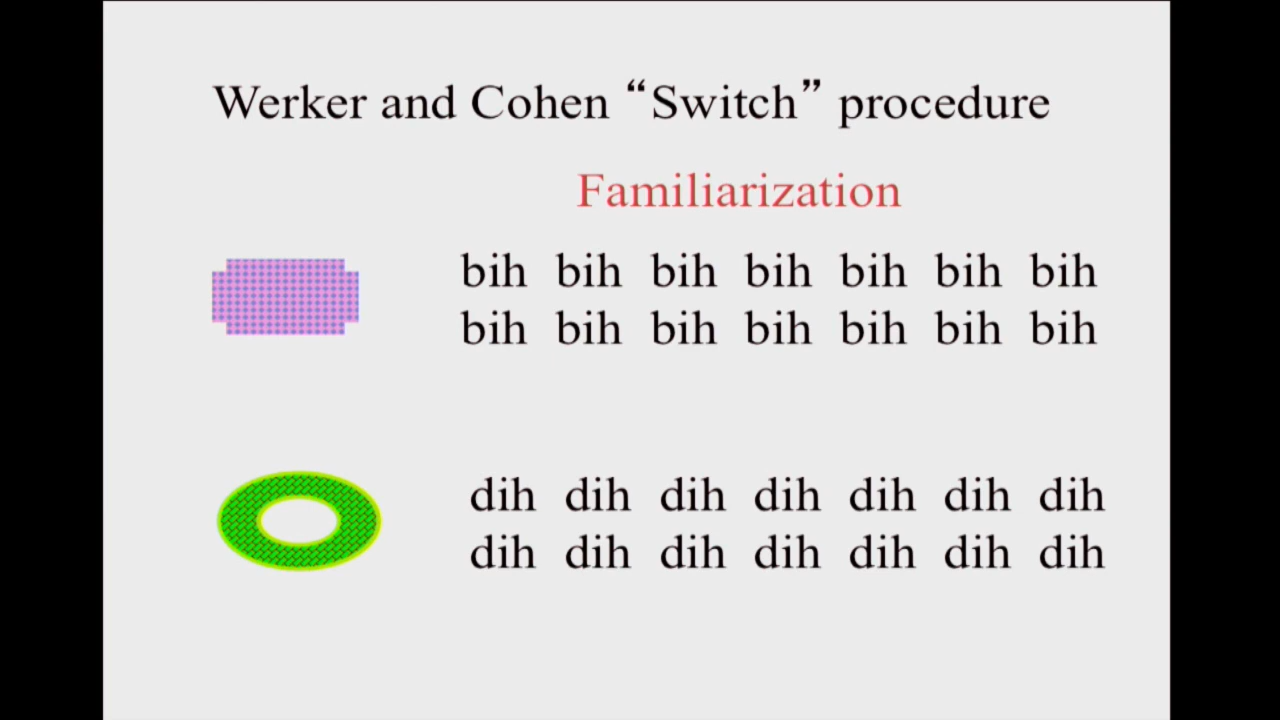 Werker and Cohen “Switch” procedure
Familiarization
bih bih bih bih bih bih bih
bih bih bih bih bih bih bih
dih dih dih dih dih dih dih
dih dih dih dih dih dih dih